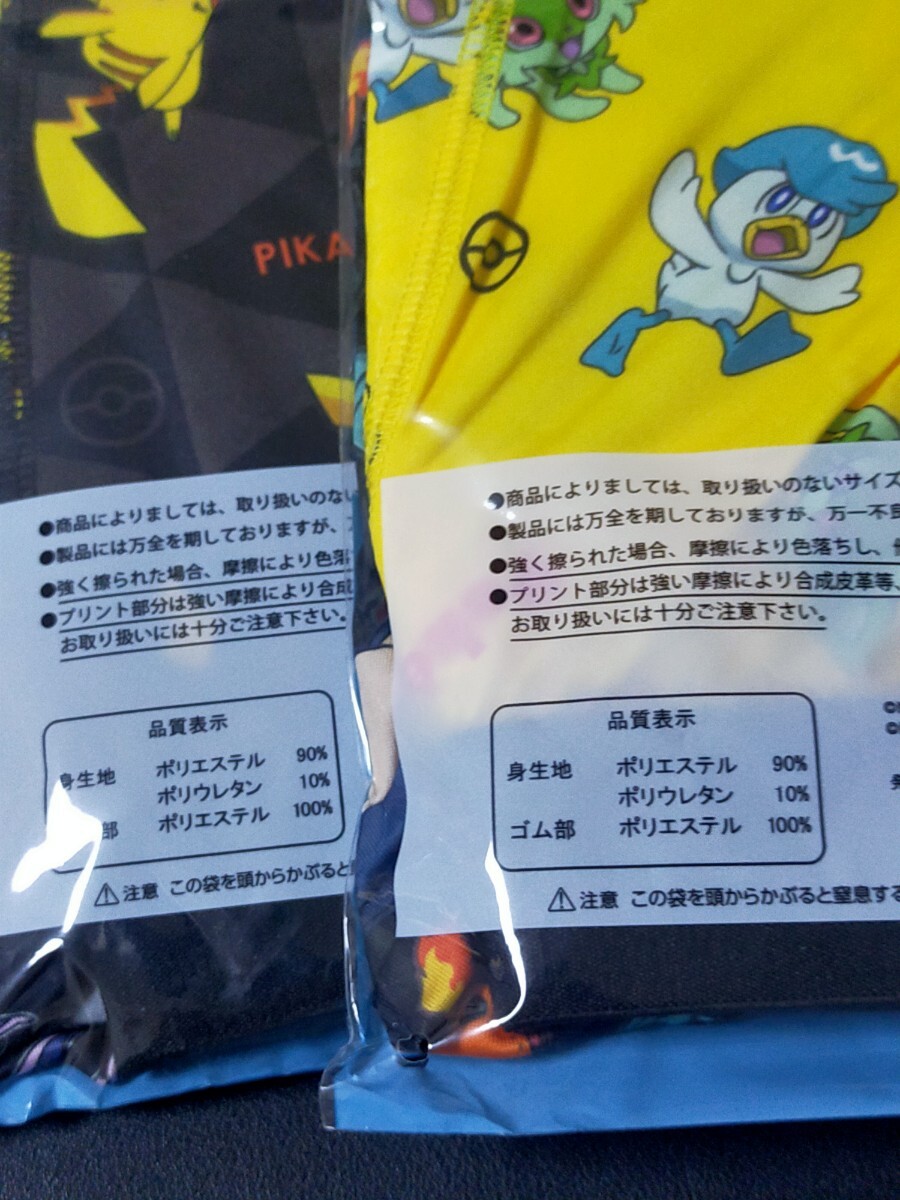 PIKA
●商品によりましては、取り扱いのない
●製品には万全を期しておりますが、
●強く擦られた場合、摩擦により色落
●プリント部分は強い摩擦により合成
お取り扱いには十分ご注意下さい。
品質表示
身生地 ポリエステル 90%
ポリウレタン 10%
部 ポリエステル 100%
⚠注意 この袋を頭からかぶると
●商品によりましては、取り扱いのないサイズ
●製品には万全を期しておりますが、万一不良
●強く擦られた場合、摩擦により色落ちし、
●プリント部分は強い摩擦により合成皮革等、
お取り扱いには十分ご注意下さい。
品質表示
身生地 ポリエステル 90%
ポリウレタン 10%
ゴム部 ポリエステル 100%
⚠注意 この袋を頭からかぶると窒息する
©
©